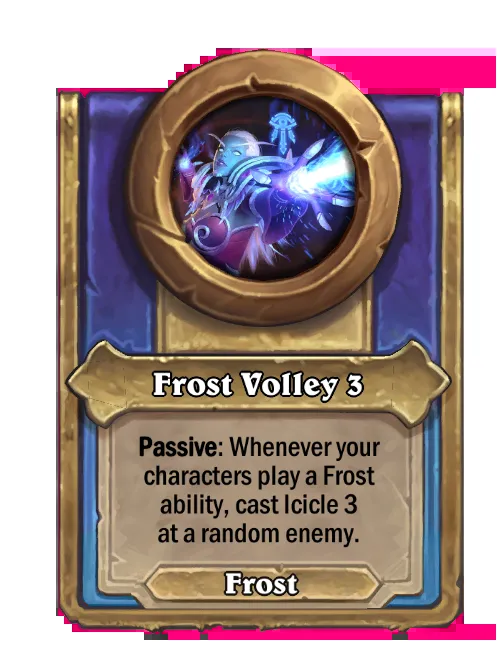 Frost Volley 3
Passive: Whenever your
characters play a Frost
ability, cast Icicle 3
at a random enemy.
Frost